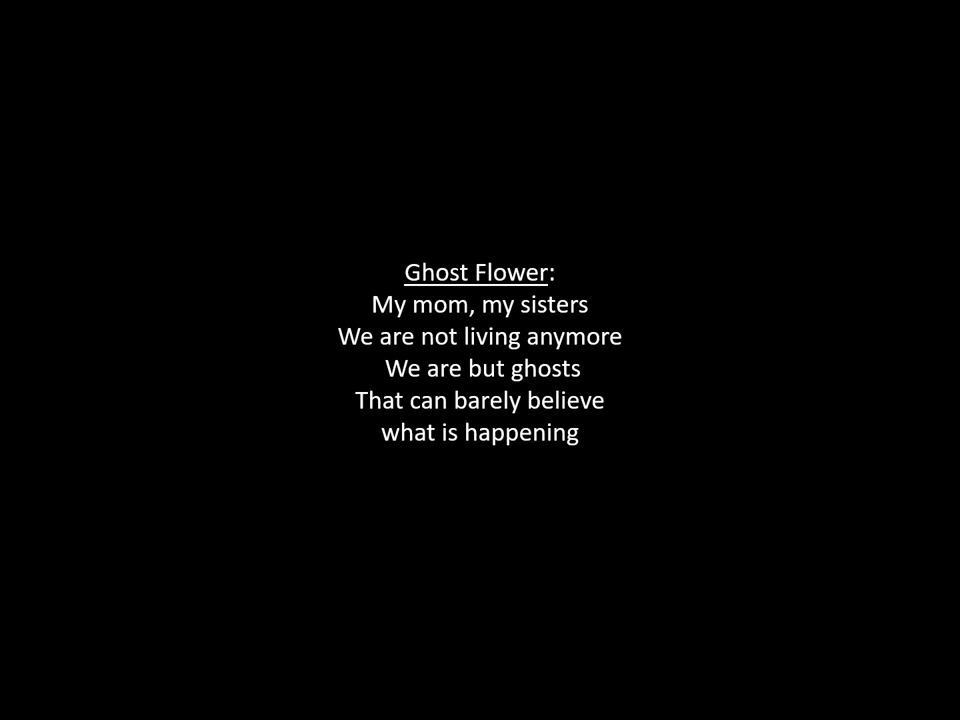 Ghost Flower:
My mom, my sisters
We are not living anymore
We are but ghosts
That can barely believe
what is happening